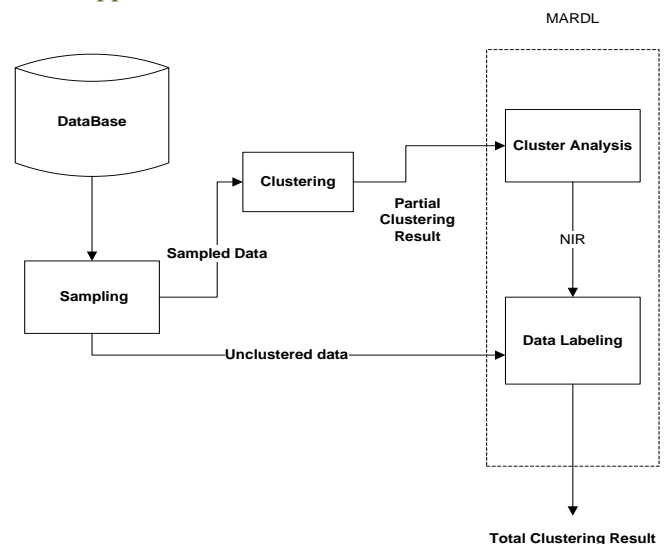 MARDL
DataBase
Cluster Analysis
Clustering
Partial
Clustering
Result
NIR
Sampled Data
Sampling
Data Labeling
Unclustered data
Total Clustering Result